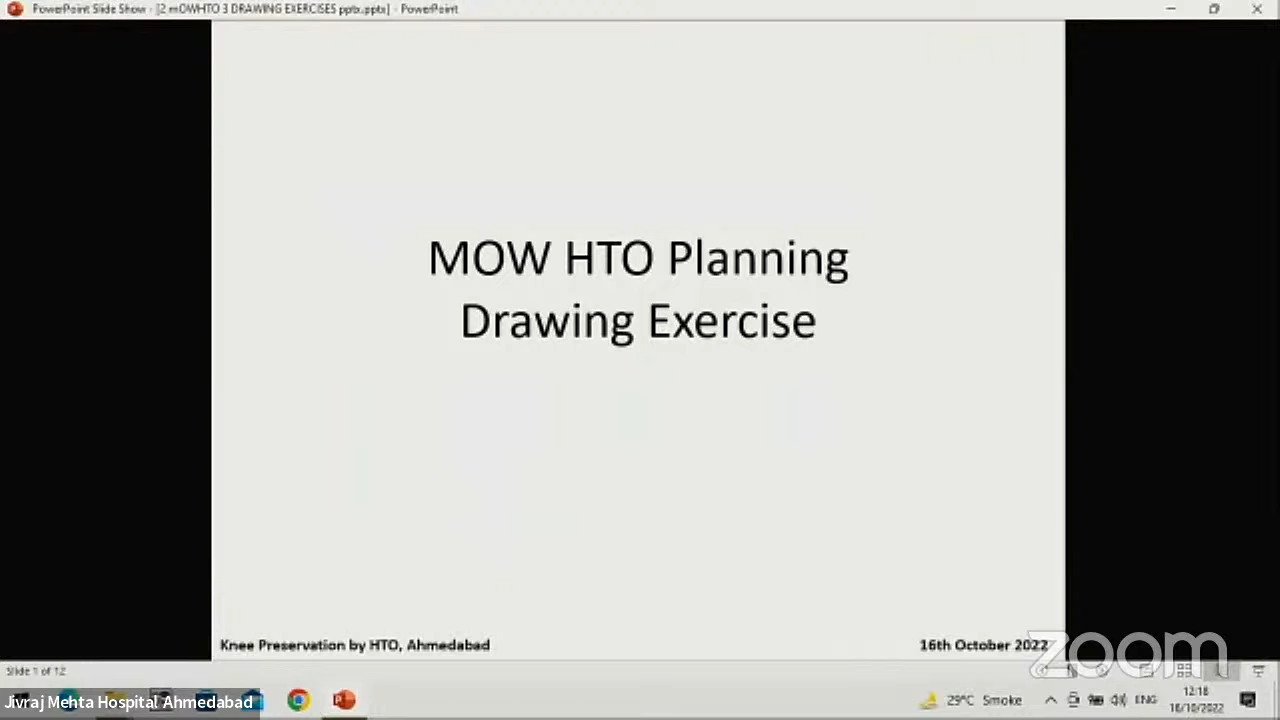 PowerPoint Slide Show - [2 mOWHTO 3 DRAWING EXERCISES pptx.pptx] - PowerPoint
MOW HTO Planning
Drawing Exercise
Knee Preservation by HTO, Ahmedabad
16th October 2022
zoom
Slide 1 of 12
Jivraj Mehta Hospital Ahmedabad
29°C Smoke
ENG
12:18
16/10/2022